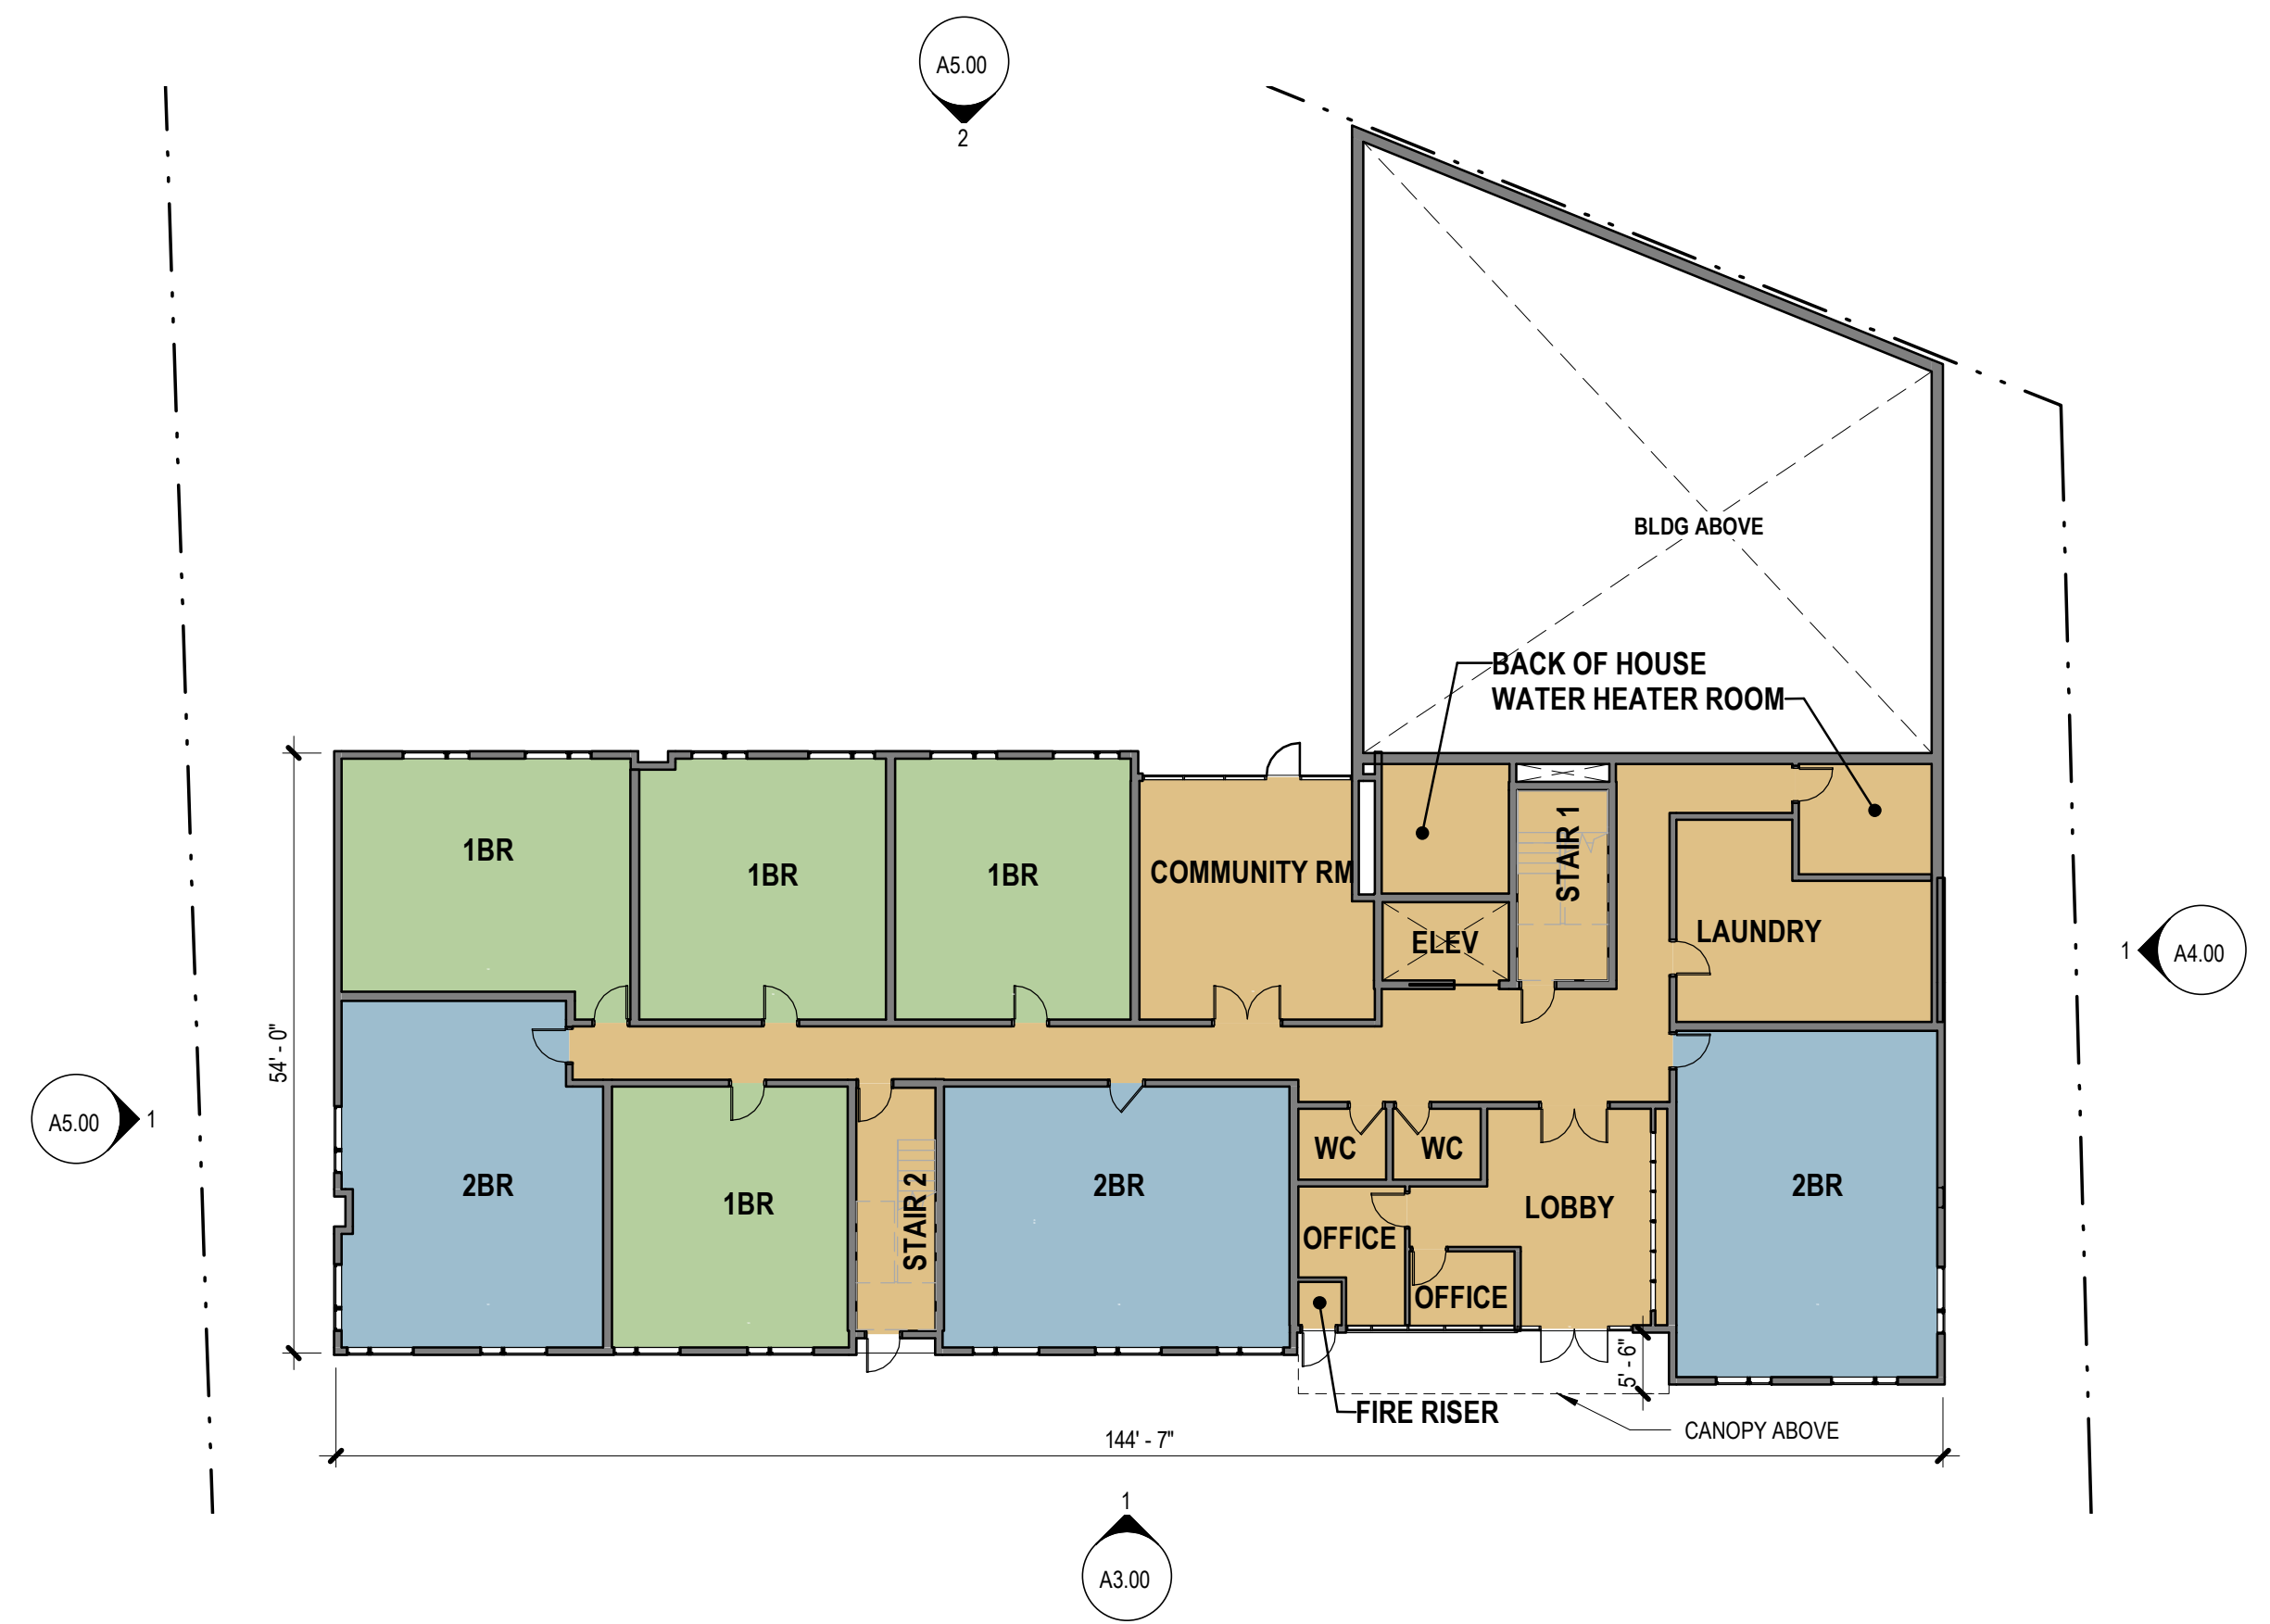 A5.00
2
BLDG ABOVE
BACK OF HOUSE
WATER HEATER ROOM
1BR
1BR
1BR
COMMUNITY RM
STAIR 1
ELEV
LAUNDRY
1
A4.00
54' - 0"
A5.00
1
2BR
1BR
STAIR 2
2BR
WC
WC
OFFICE
OFFICE
LOBBY
2BR
5' - 6"
FIRE RISER
CANOPY ABOVE
144' - 7"
1
A3.00